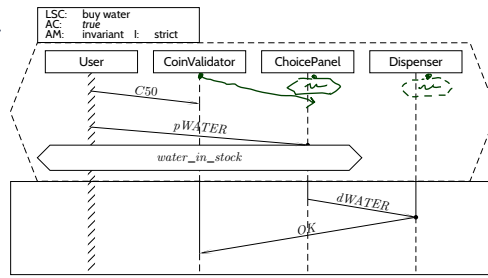 LSC: buy water
AC: true
AM: invariant I: strict
User CoinValidator ChoicePanel Dispenser
C50
pWATER
water_in_stock
dWATER
OK